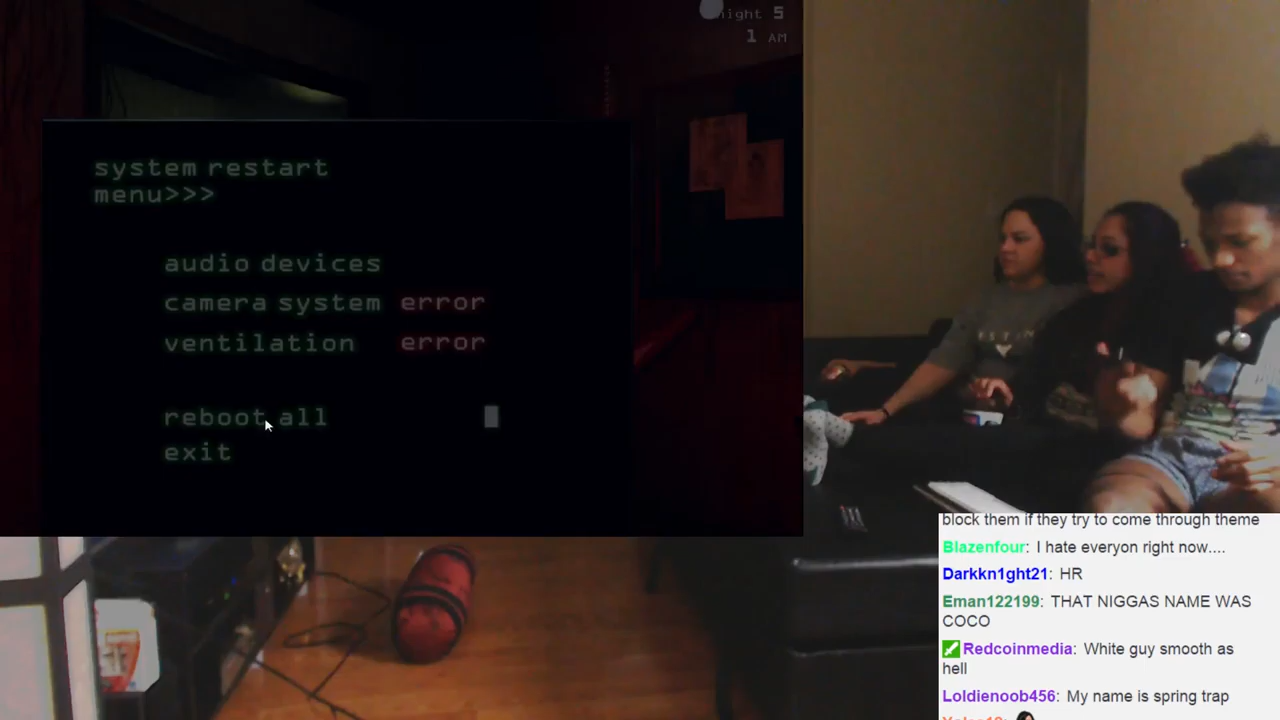 night 5
1 AM
system restart
menu>>>
audio devices
camera system error
ventilation error
reboot all
exit
block them if they try to come through theme
Blazenfour: I hate everyon right now....
Darkkn1ght21: HR
Eman122199: THAT NIGGAS NAME WAS
COCO
Redcoinmedia: White guy smooth as
hell
Loldienoob456: My name is spring trap